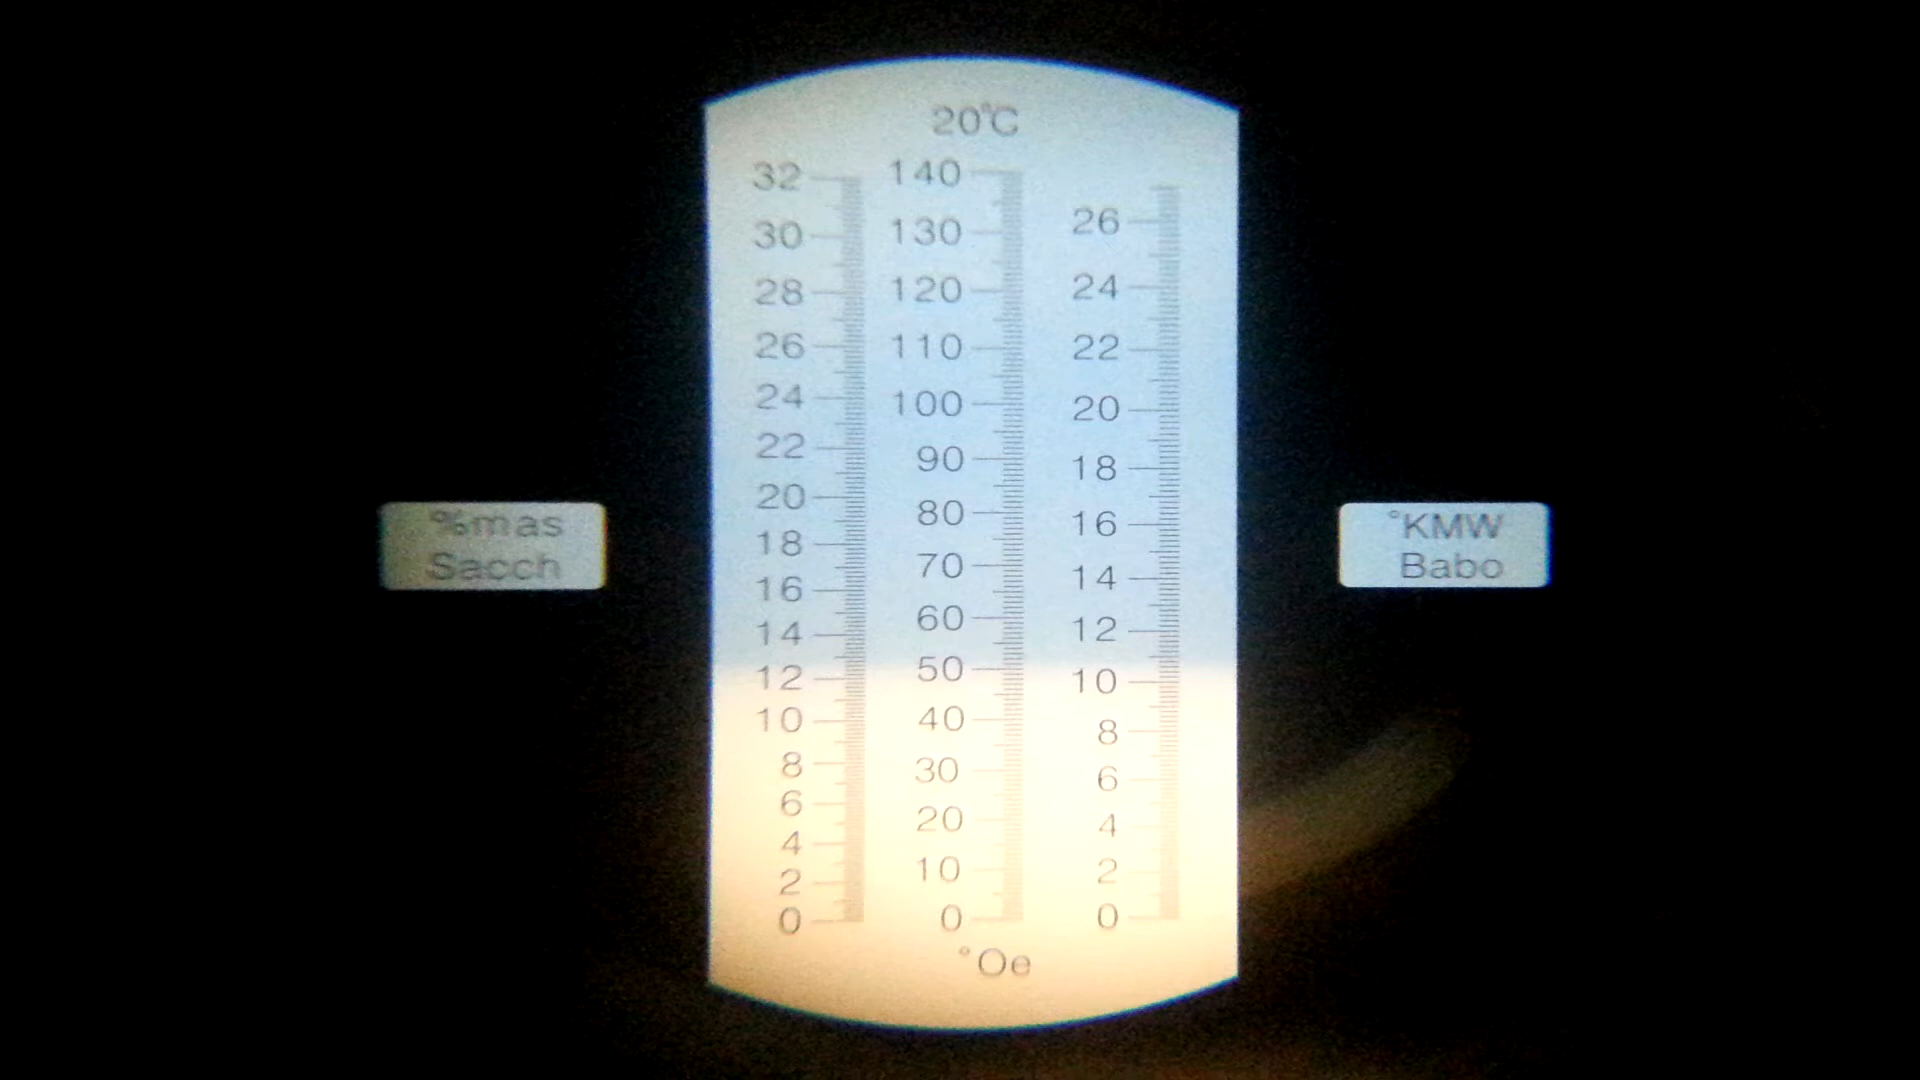 20°C
32 140
30 130 26
28 120 24
26 110 22
24 100 20
22 90 18
20 80 16
18 70 14
16 60 12
14 50 10
12 40 8
10 30 6
8 20 4
6 10 2
4 0 0
2
0
°Oe
%mas
Sacch
°KMW
Babo